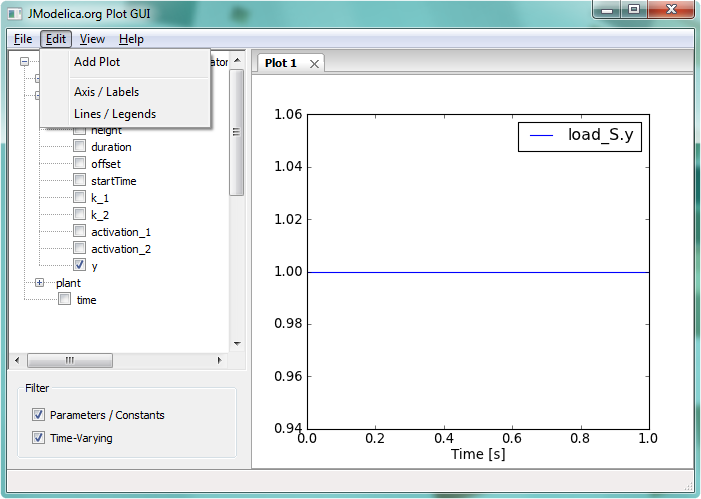 JModelica.org Plot GUI
File Edit View Help
Add Plot
Axis / Labels
Lines / Legends
height
duration
offset
startTime
k_1
k_2
activation_1
activation_2
y
plant
time
Filter
Parameters / Constants
Time-Varying
Plot 1
load_S.y
1.06
1.04
1.02
1.00
0.98
0.96
0.94
0.0 0.2 0.4 0.6 0.8 1.0
Time [s]